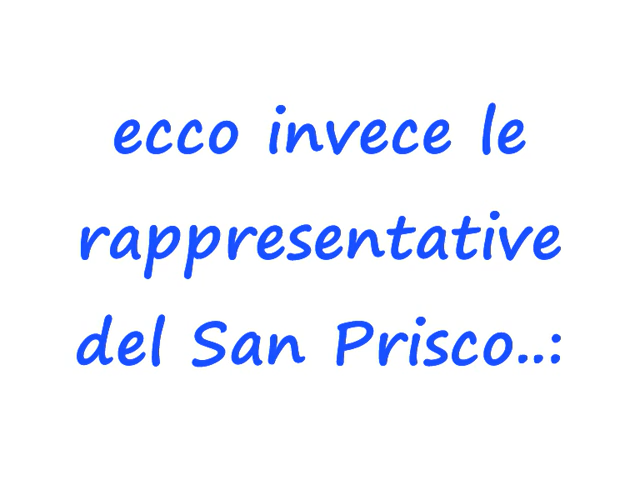 ecco invece le
rappresentative
del San Prisco..: